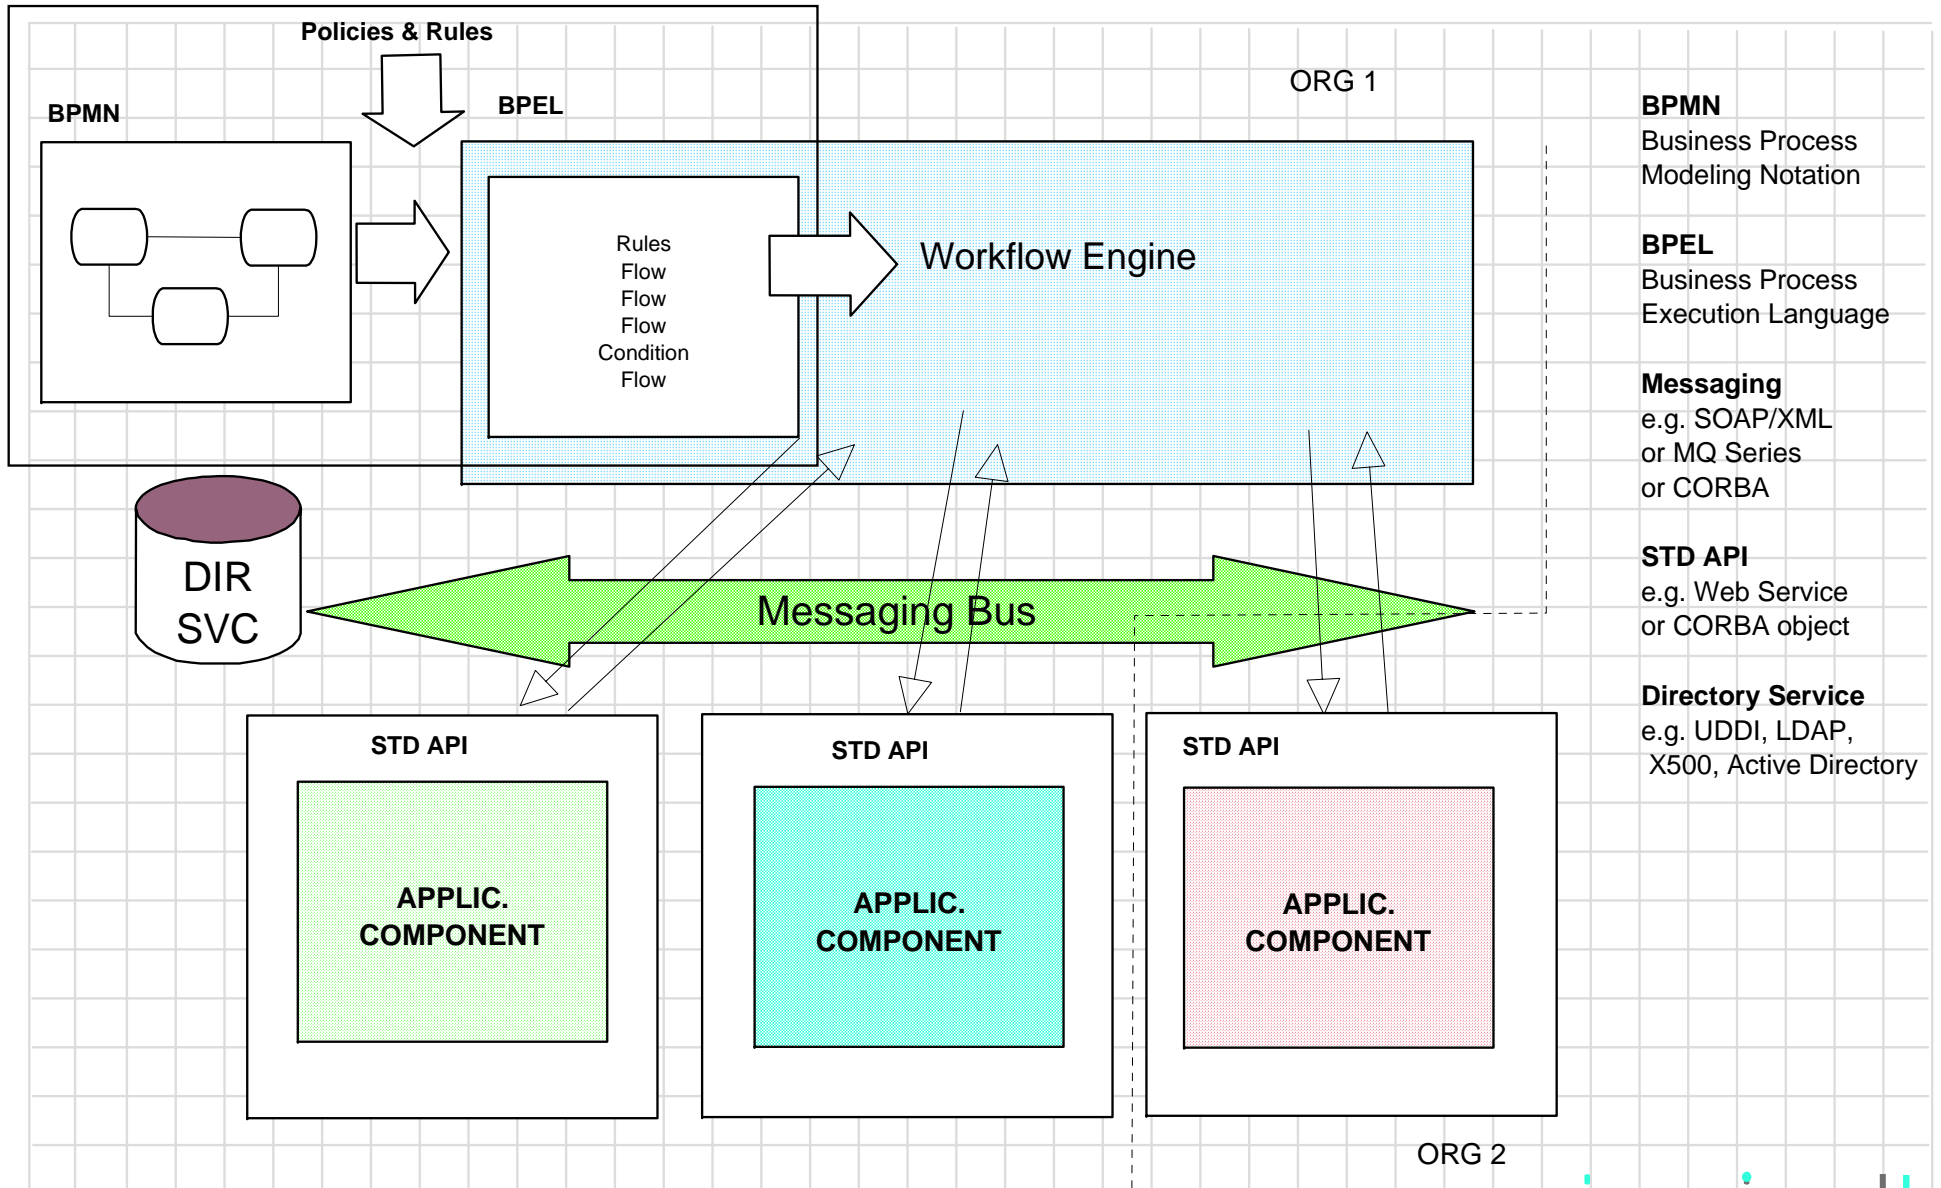 Policies & Rules
BPMN
BPEL
ORG 1
Rules
Flow
Flow
Flow
Condition
Flow
Workflow Engine
DIR
SVC
Messaging Bus
STD API
APPLIC.
COMPONENT
STD API
APPLIC.
COMPONENT
STD API
APPLIC.
COMPONENT
ORG 2
BPMN
Business Process
Modeling Notation
BPEL
Business Process
Execution Language
Messaging
e.g. SOAP/XML
or MQ Series
or CORBA
STD API
e.g. Web Service
or CORBA object
Directory Service
e.g. UDDI, LDAP,
X500, Active Directory